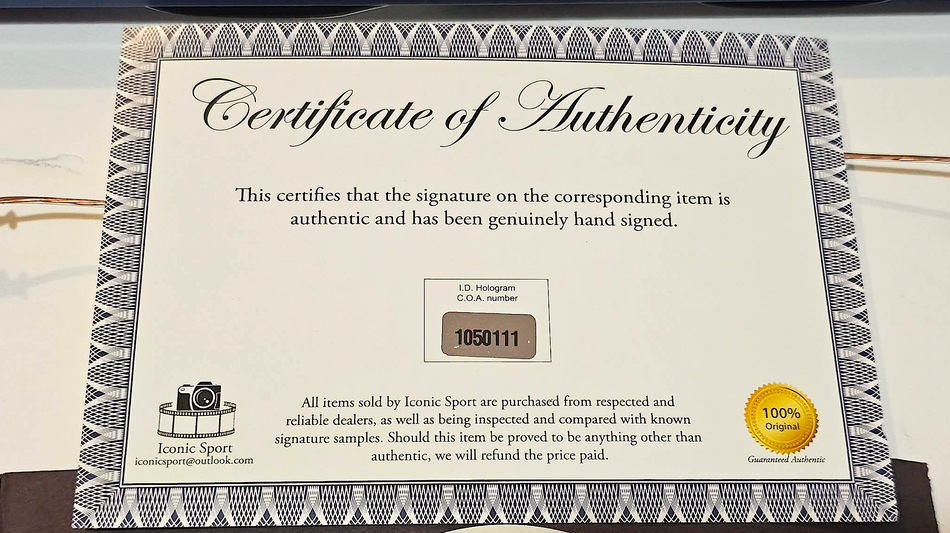 Certificate of Authenticity
This certifies that the signature on the corresponding item is
authentic and has been genuinely hand signed.
I.D. Hologram
C.O.A. number
1050111
All items sold by Iconic Sport are purchased from respected and
reliable dealers, as well as being inspected and compared with known
signature samples. Should this item be proved to be anything other than
authentic, we will refund the price paid.
Iconic Sport
iconicsport@outlook.com
100%
Original
Guaranteed Authentic